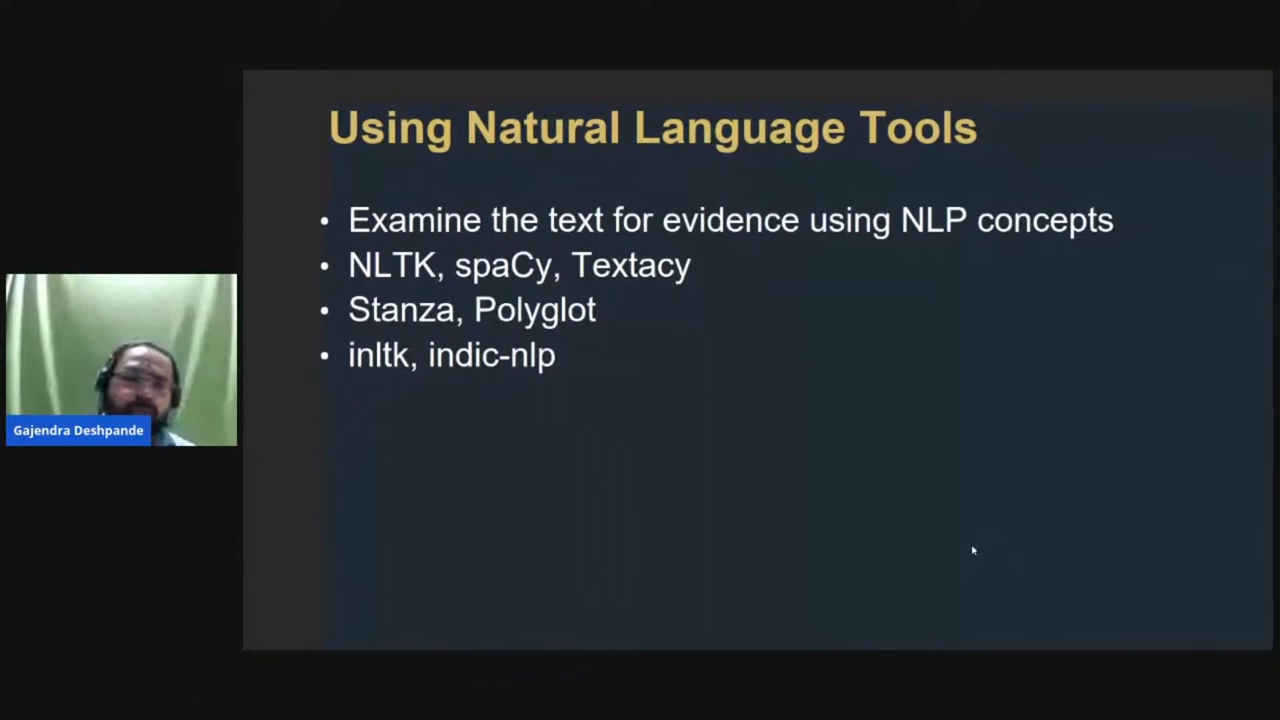 Using Natural Language Tools
• Examine the text for evidence using NLP concepts
• NLTK, spaCy, Textacy
• Stanza, Polyglot
• inltk, indic-nlp
Gajendra Deshpande